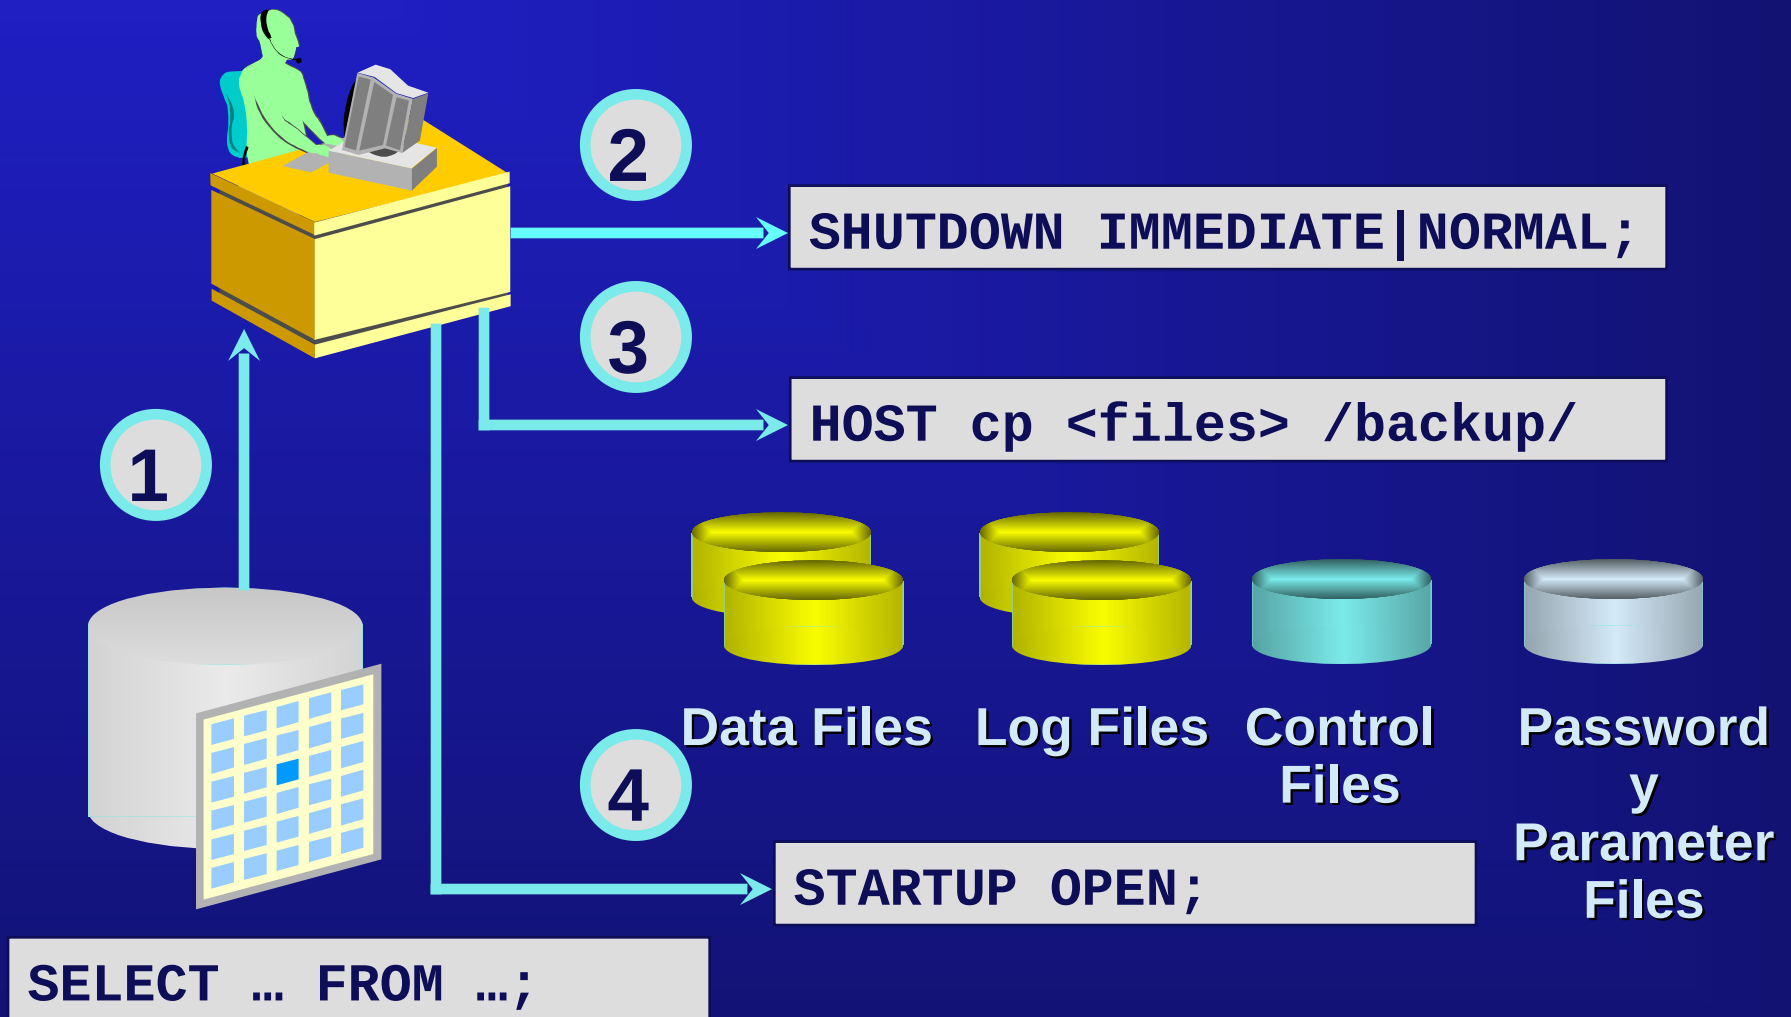 2
SHUTDOWN IMMEDIATE|NORMAL;
3
HOST cp <files> /backup/
1
Data Files
Log Files
Control
Files
Password
y
Parameter
Files
4
STARTUP OPEN;
SELECT … FROM …;